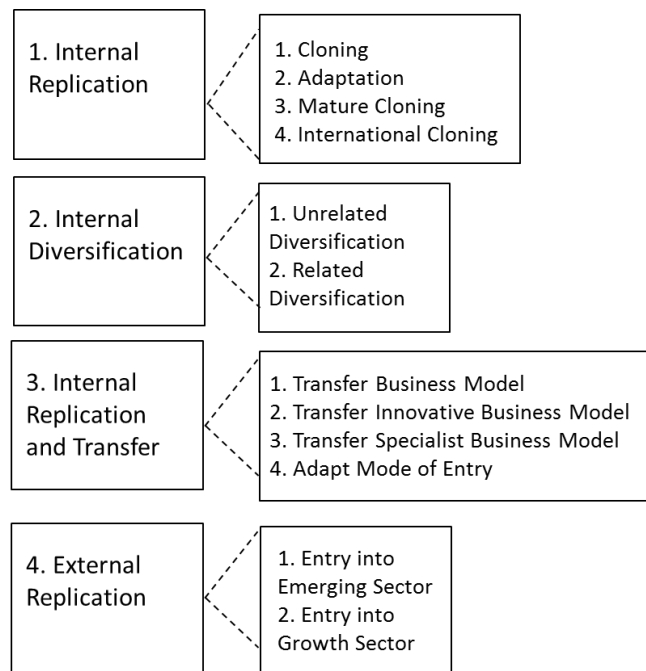 1. Internal
Replication
1. Cloning
2. Adaptation
3. Mature Cloning
4. International Cloning
2. Internal
Diversification
1. Unrelated
Diversification
2. Related
Diversification
3. Internal
Replication
and Transfer
1. Transfer Business Model
2. Transfer Innovative Business Model
3. Transfer Specialist Business Model
4. Adapt Mode of Entry
4. External
Replication
1. Entry into
Emerging Sector
2. Entry into
Growth Sector